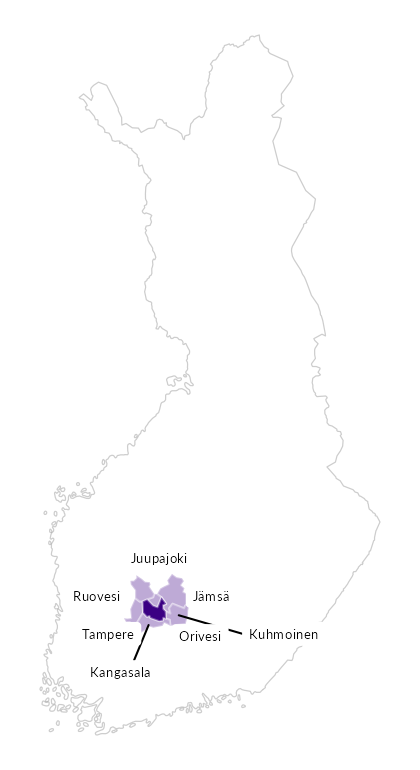 Juupajoki
Ruovesi
Jämsä
Tampere
Orivesi
Kuhmoinen
Kangasala